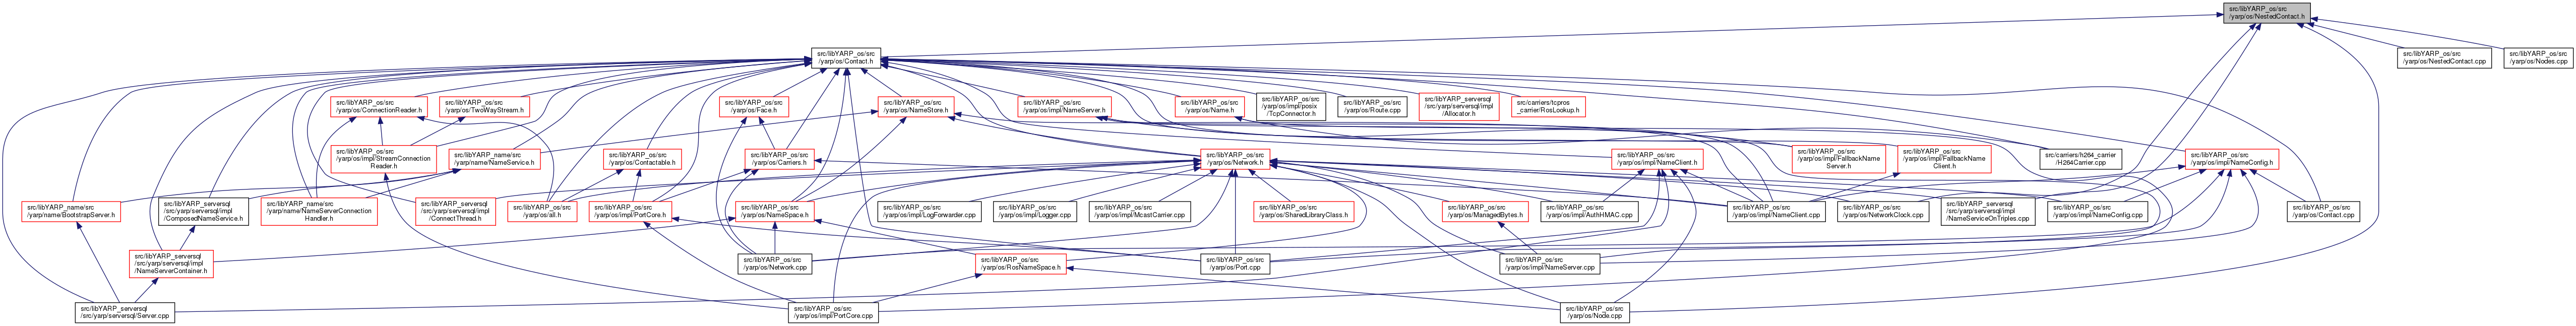 src/libYARP_os/src
/yarp/os/NestedContact.h
src/libYARP_os/src
/yarp/os/Contact.h
src/libYARP_os/src
/yarp/os/NestedContact.cpp
src/libYARP_os/src
/yarp/os/Nodes.cpp
src/libYARP_os/src
/yarp/os/ConnectionReader.h
src/libYARP_os/src
/yarp/os/TwoWayStream.h
src/libYARP_os/src
/yarp/os/Face.h
src/libYARP_os/src
/yarp/os/NameStore.h
src/libYARP_os/src
/yarp/os/impl/NameServer.h
src/libYARP_os/src
/yarp/os/Name.h
src/libYARP_os/src
/yarp/os/impl/posix
/TcpConnector.h
src/libYARP_os/src
/yarp/os/Route.cpp
src/libYARP_serversql
/src/yarp/serversql/impl
/Allocator.h
src/carriers/tcpros
_carrier/RosLookup.h
src/libYARP_os/src
/yarp/os/impl/StreamConnection
Reader.h
src/libYARP_name/src
/yarp/name/NameService.h
src/libYARP_os/src
/yarp/os/Contactable.h
src/libYARP_os/src
/yarp/os/Carriers.h
src/libYARP_os/src
/yarp/os/Network.h
src/libYARP_os/src
/yarp/os/impl/NameClient.h
src/libYARP_os/src
/yarp/os/impl/FallbackName
Server.h
src/libYARP_os/src
/yarp/os/impl/FallbackName
Client.h
src/carriers/h264_carrier
/H264Carrier.cpp
src/libYARP_os/src
/yarp/os/impl/NameConfig.h
src/libYARP_name/src
/yarp/name/BootstrapServer.h
src/libYARP_serversql
/src/yarp/serversql/impl
/ComposedNameService.h
src/libYARP_name/src
/yarp/name/NameServerConnection
Handler.h
src/libYARP_serversql
/src/yarp/serversql/impl
/ConnectThread.h
src/libYARP_os/src
/yarp/os/all.h
src/libYARP_os/src
/yarp/os/impl/PortCore.h
src/libYARP_os/src
/yarp/os/NameSpace.h
src/libYARP_os/src
/yarp/os/impl/LogForwarder.cpp
src/libYARP_os/src
/yarp/os/impl/Logger.cpp
src/libYARP_os/src
/yarp/os/impl/McastCarrier.cpp
src/libYARP_os/src
/yarp/os/SharedLibraryClass.h
src/libYARP_os/src
/yarp/os/ManagedBytes.h
src/libYARP_os/src
/yarp/os/impl/AuthHMAC.cpp
src/libYARP_os/src
/yarp/os/impl/NameClient.cpp
src/libYARP_os/src
/yarp/os/NetworkClock.cpp
src/libYARP_serversql
/src/yarp/serversql/impl
/NameServiceOnTriples.cpp
src/libYARP_os/src
/yarp/os/impl/NameConfig.cpp
src/libYARP_os/src
/yarp/os/Contact.cpp
src/libYARP_serversql
/src/yarp/serversql/impl
/NameServerContainer.h
src/libYARP_os/src
/yarp/os/Network.cpp
src/libYARP_os/src
/yarp/os/RosNameSpace.h
src/libYARP_os/src
/yarp/os/Port.cpp
src/libYARP_os/src
/yarp/os/impl/NameServer.cpp
src/libYARP_serversql
/src/yarp/serversql/Server.cpp
src/libYARP_os/src
/yarp/os/impl/PortCore.cpp
src/libYARP_os/src
/yarp/os/Node.cpp